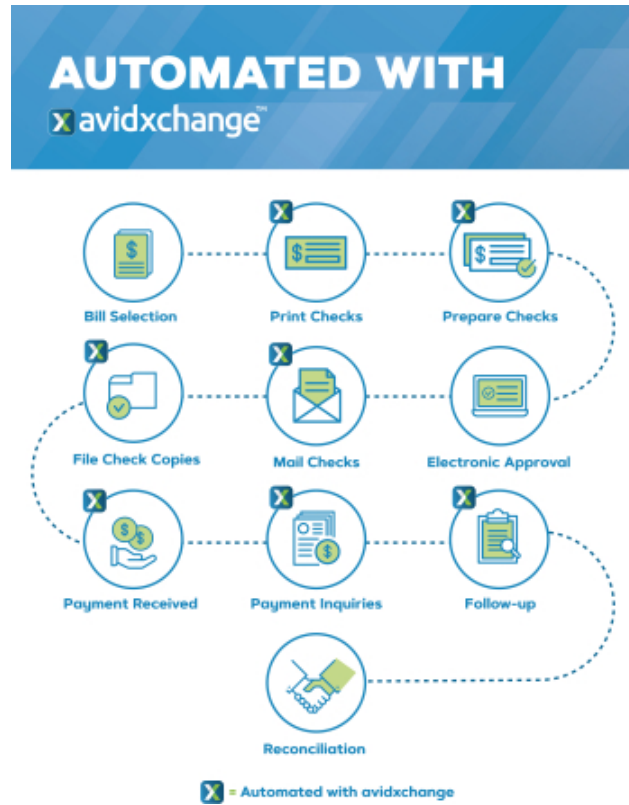 AUTOMATED WITH
avidxchange™
Bill Selection
Print Checks
Prepare Checks
File Check Copies
Mail Checks
Electronic Approval
Payment Received
Payment Inquiries
Follow-up
Reconciliation
X = Automated with avidxchange